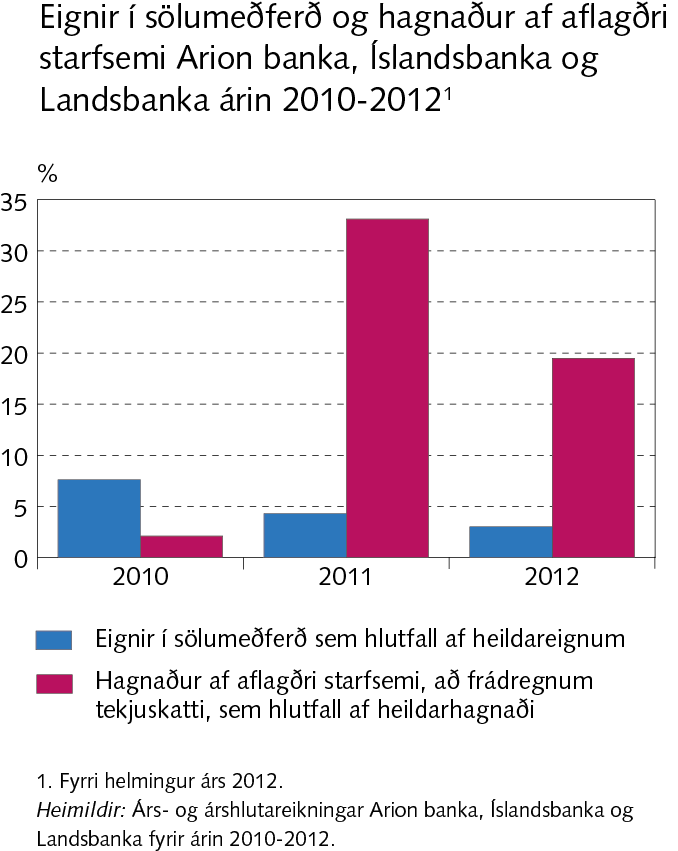 Eignir í sölumeðferð og hagnaður af aflagðri
starfsemi Arion banka, Íslandsbanka og
Landsbanka árin 2010-2012¹
%
35
30
25
20
15
10
5
0
2010 2011 2012
Eignir í sölumeðferð sem hlutfall af heildareignum
Hagnaður af aflagðri starfsemi, að frádregnum
tekjuskatti, sem hlutfall af heildarhagnaði
1. Fyrri helmingur árs 2012.
Heimildir: Árs- og árshlutareikningar Arion banka, Íslandsbanka og
Landsbanka fyrir árin 2010-2012.